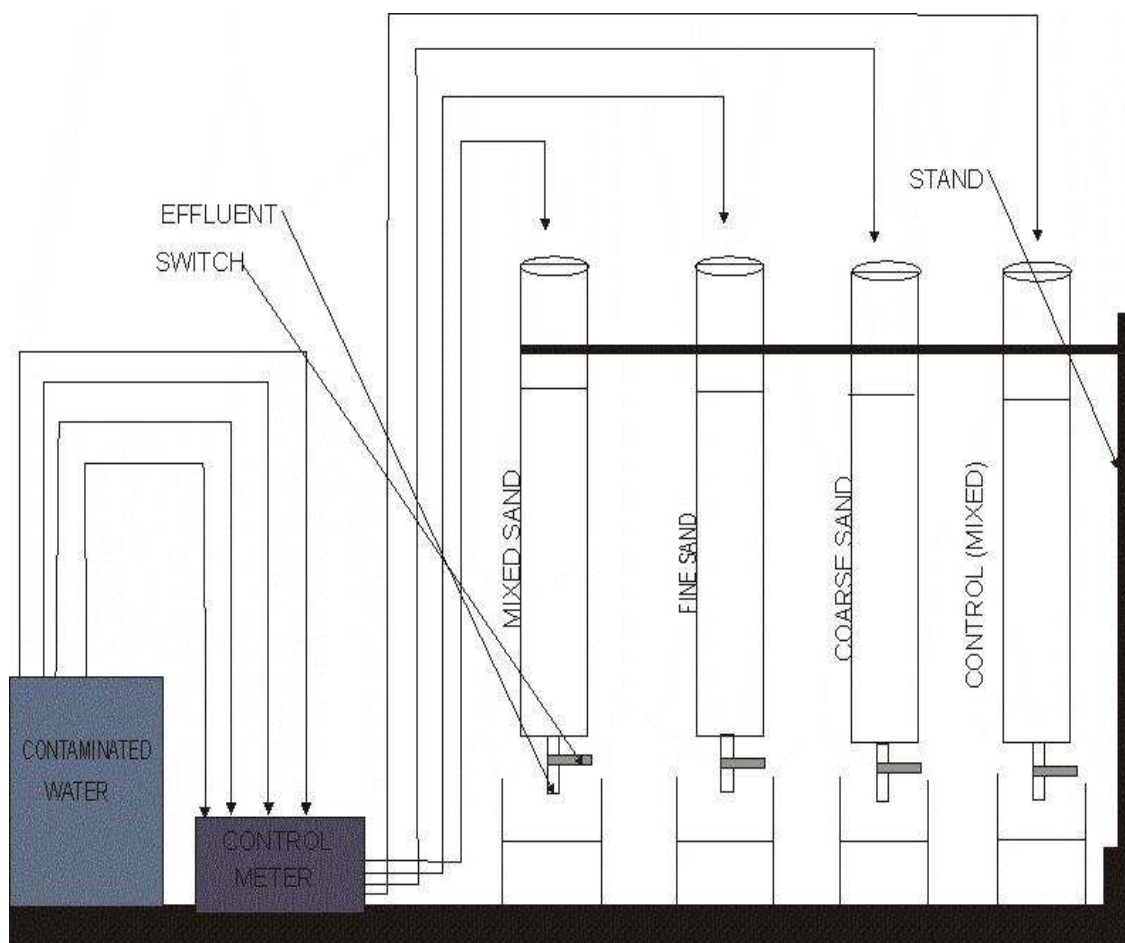 STAND
EFFLUENT
SWITCH
MIXED SAND
FINE SAND
COARSE SAND
CONTROL (MIXED)
CONTAMINATED
WATER
CONTROL
METER